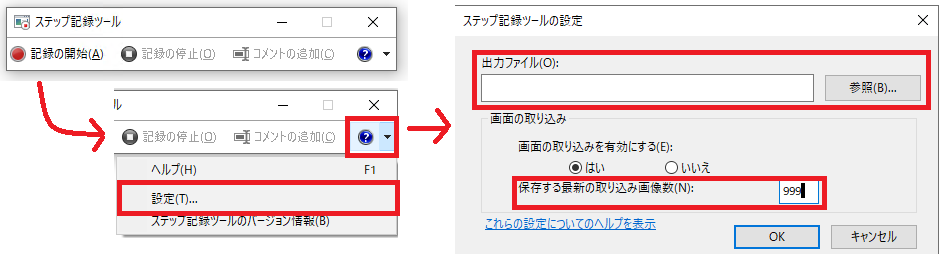 ステップ記録ツール
記録の開始(A) 記録の停止(O) コメントの追加(C)
ル
記録の停止(O) コメントの追加(C)
ヘルプ(H) F1
設定(T)...
ステップ記録ツールのバージョン情報(B)
ステップ記録ツールの設定
出力ファイル(O):
参照(B)...
画面の取り込み
画面の取り込みを有効にする(E):
はい いいえ
保存する最新の取り込み画像数(N): 999
これらの設定についてのヘルプを表示
OK キャンセル